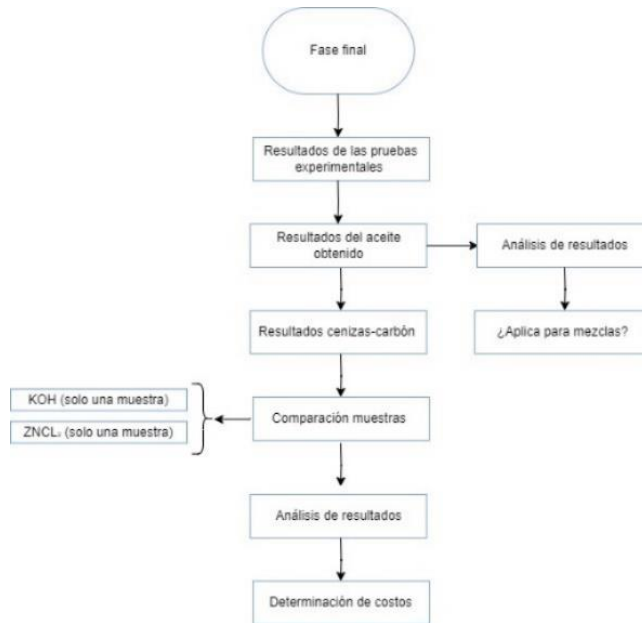 Fase final
Resultados de las pruebas
experimentales
Resultados del aceite
obtenido
Análisis de resultados
Resultados cenizas-carbón
¿Aplica para mezclas?
KOH (solo una muestra)
ZNCL₂ (solo una muestra)
Comparación muestras
Análisis de resultados
Determinación de costos